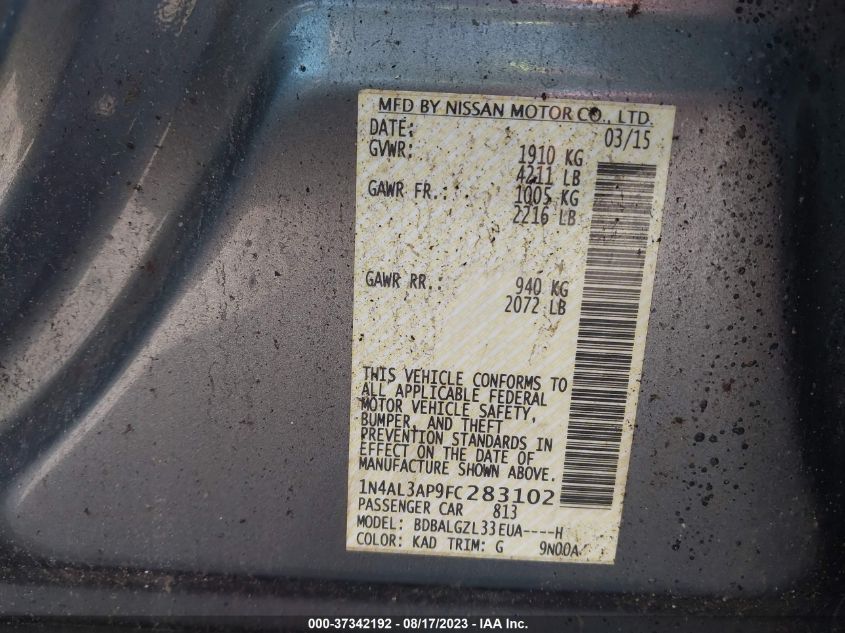 MFD BY NISSAN MOTOR CO., LTD.
DATE: 03/15
GVWR: 1910 KG
4211 LB
GAWR FR.: 1005 KG
2216 LB
GAWR RR.: 940 KG
2072 LB
THIS VEHICLE CONFORMS TO
ALL APPLICABLE FEDERAL
MOTOR VEHICLE SAFETY,
BUMPER, AND THEFT
PREVENTION STANDARDS IN
EFFECT ON THE DATE OF
MANUFACTURE SHOWN ABOVE.
1N4AL3AP9FC283102
PASSENGER CAR 813
MODEL: BDBALGZL33EUA----H
COLOR: KAD TRIM: G 9N00A
000-37342192 - 08/17/2023 - IAA Inc.